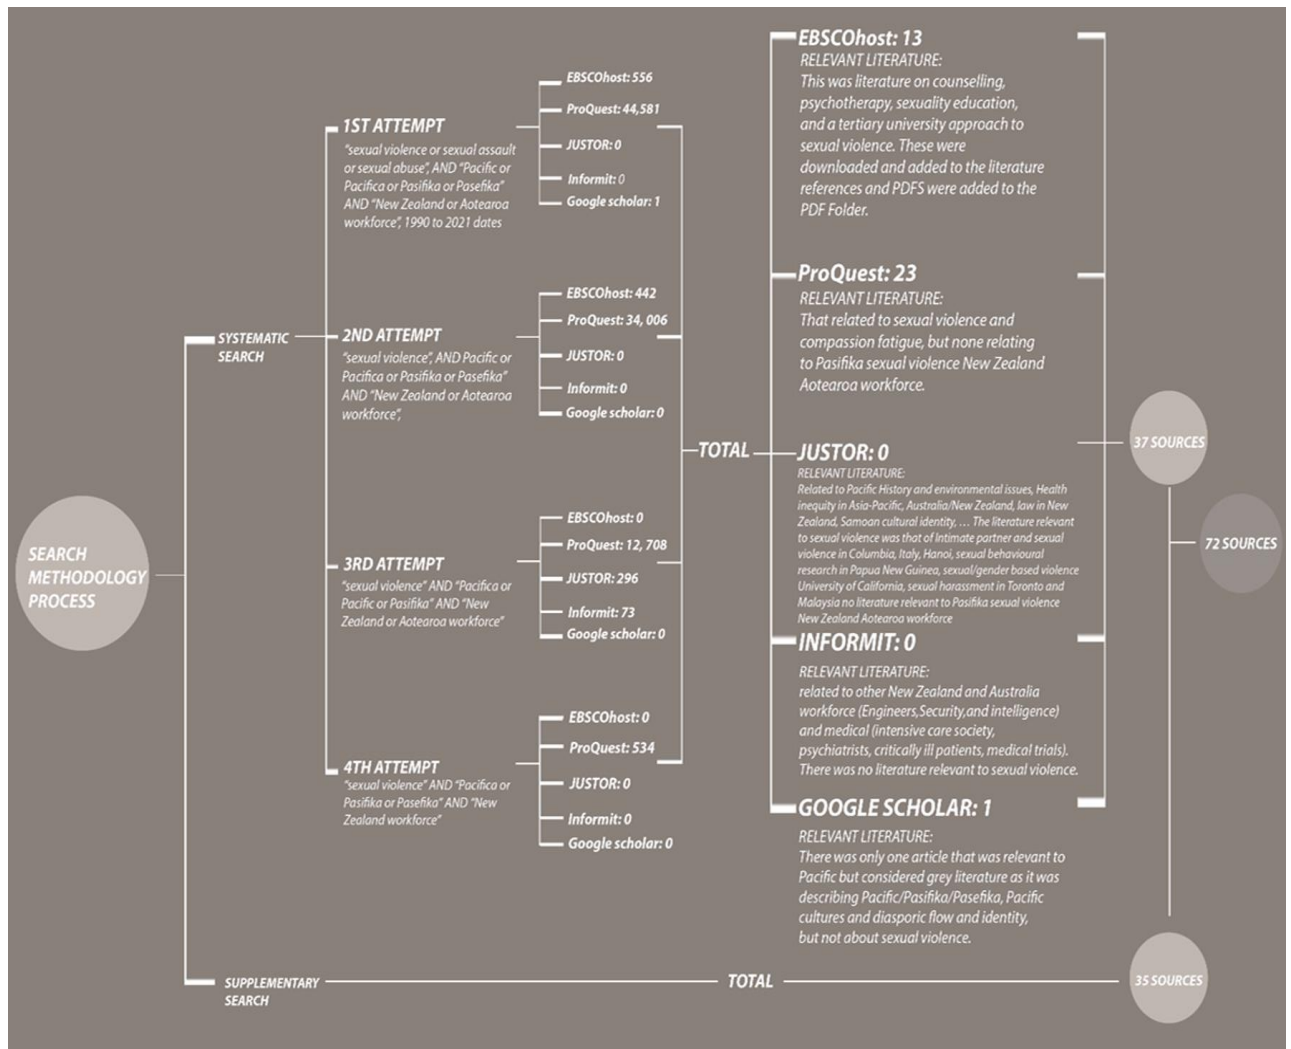 SEARCH
METHODOLOGY
PROCESS
SYSTEMATIC
SEARCH
1ST ATTEMPT
"sexual violence or sexual assault
or sexual abuse", AND "Pacific or
Pacifica or Pasifika or Pasefika"
AND "New Zealand or Aotearoa
workforce", 1990 to 2021 dates
EBSCOhost: 556
ProQuest: 44,581
JUSTOR: 0
Informit: 0
Google scholar: 1
2ND ATTEMPT
"sexual violence", AND Pacific or
Pacifica or Pasifika or Pasefika"
AND "New Zealand or Aotearoa
workforce",
EBSCOhost: 442
ProQuest: 34, 006
JUSTOR: 0
Informit: 0
Google scholar: 0
3RD ATTEMPT
"sexual violence" AND "Pacifica or
Pacific or Pasifika" AND "New
Zealand or Aotearoa workforce"
EBSCOhost: 0
ProQuest: 12, 708
JUSTOR: 296
Informit: 73
Google scholar: 0
4TH ATTEMPT
"sexual violence" AND "Pacifica or
Pasifika or Pasefika" AND "New
Zealand workforce"
EBSCOhost: 0
ProQuest: 534
JUSTOR: 0
Informit: 0
Google scholar: 0
TOTAL
EBSCOhost: 13
RELEVANT LITERATURE:
This was literature on counselling,
psychotherapy, sexuality education,
and a tertiary university approach to
sexual violence. These were
downloaded and added to the literature
references and PDFS were added to the
PDF Folder.
ProQuest: 23
RELEVANT LITERATURE:
That related to sexual violence and
compassion fatigue, but none relating
to Pasifika sexual violence New Zealand
Aotearoa workforce.
JUSTOR: 0
RELEVANT LITERATURE:
Related to Pacific History and environmental issues, Health
inequity in Asia-Pacific, Australia/New Zealand, law in New
Zealand, Samoan cultural identity, ... The literature relevant
to sexual violence was that of Intimate partner and sexual
violence in Columbia, Italy, Hanoi, sexual behavioural
research in Papua New Guinea, sexual/gender based violence
University of California, sexual harassment in Toronto and
Malaysia no literature relevant to Pasifika sexual violence
New Zealand Aotearoa workforce
INFORMIT: 0
RELEVANT LITERATURE:
related to other New Zealand and Australia
workforce (Engineers,Security,and intelligence)
and medical (intensive care society,
psychiatrists, critically ill patients, medical trials).
There was no literature relevant to sexual violence.
GOOGLE SCHOLAR: 1
RELEVANT LITERATURE:
There was only one article that was relevant to
Pacific but considered grey literature as it was
describing Pacific/Pasifika/Pasefika, Pacific
cultures and diasporic flow and identity,
but not about sexual violence.
37 SOURCES
72 SOURCES
SUPPLEMENTARY
SEARCH
TOTAL
35 SOURCES